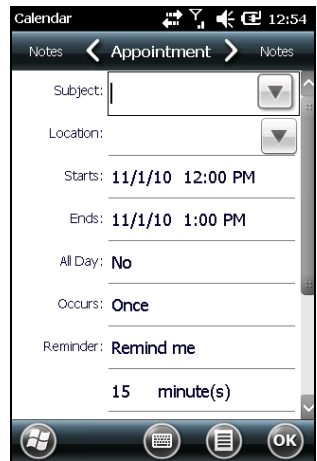 Calendar 12:54
Notes Appointment Notes
Subject:
Location:
Starts: 11/1/10 12:00 PM
Ends: 11/1/10 1:00 PM
All Day: No
Occurs: Once
Reminder: Remind me
15 minute(s)
OK